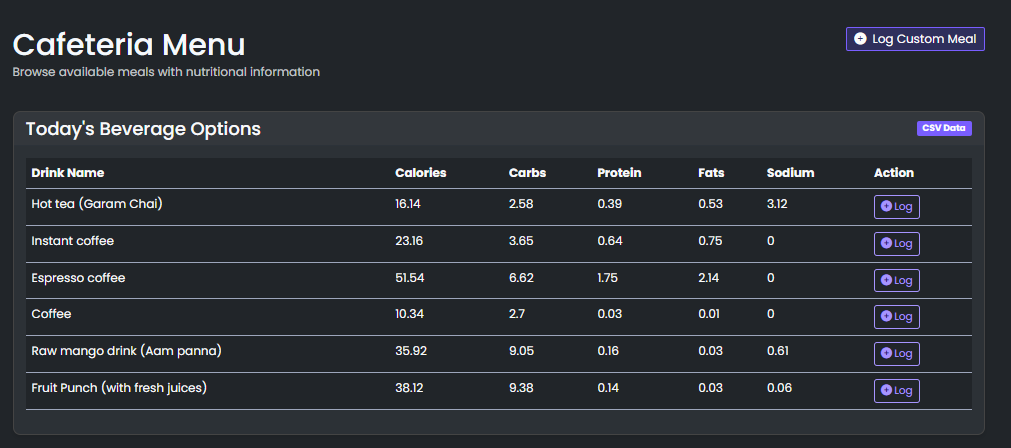 Cafeteria Menu
Log Custom Meal
Browse available meals with nutritional information
Today's Beverage Options
CSV Data
Drink Name Calories Carbs Protein Fats Sodium Action
Hot tea (Garam Chai) 16.14 2.58 0.39 0.53 3.12 Log
Instant coffee 23.16 3.65 0.64 0.75 0 Log
Espresso coffee 51.54 6.62 1.75 2.14 0 Log
Coffee 10.34 2.7 0.03 0.01 0 Log
Raw mango drink (Aam panna) 35.92 9.05 0.16 0.03 0.61 Log
Fruit Punch (with fresh juices) 38.12 9.38 0.14 0.03 0.06 Log